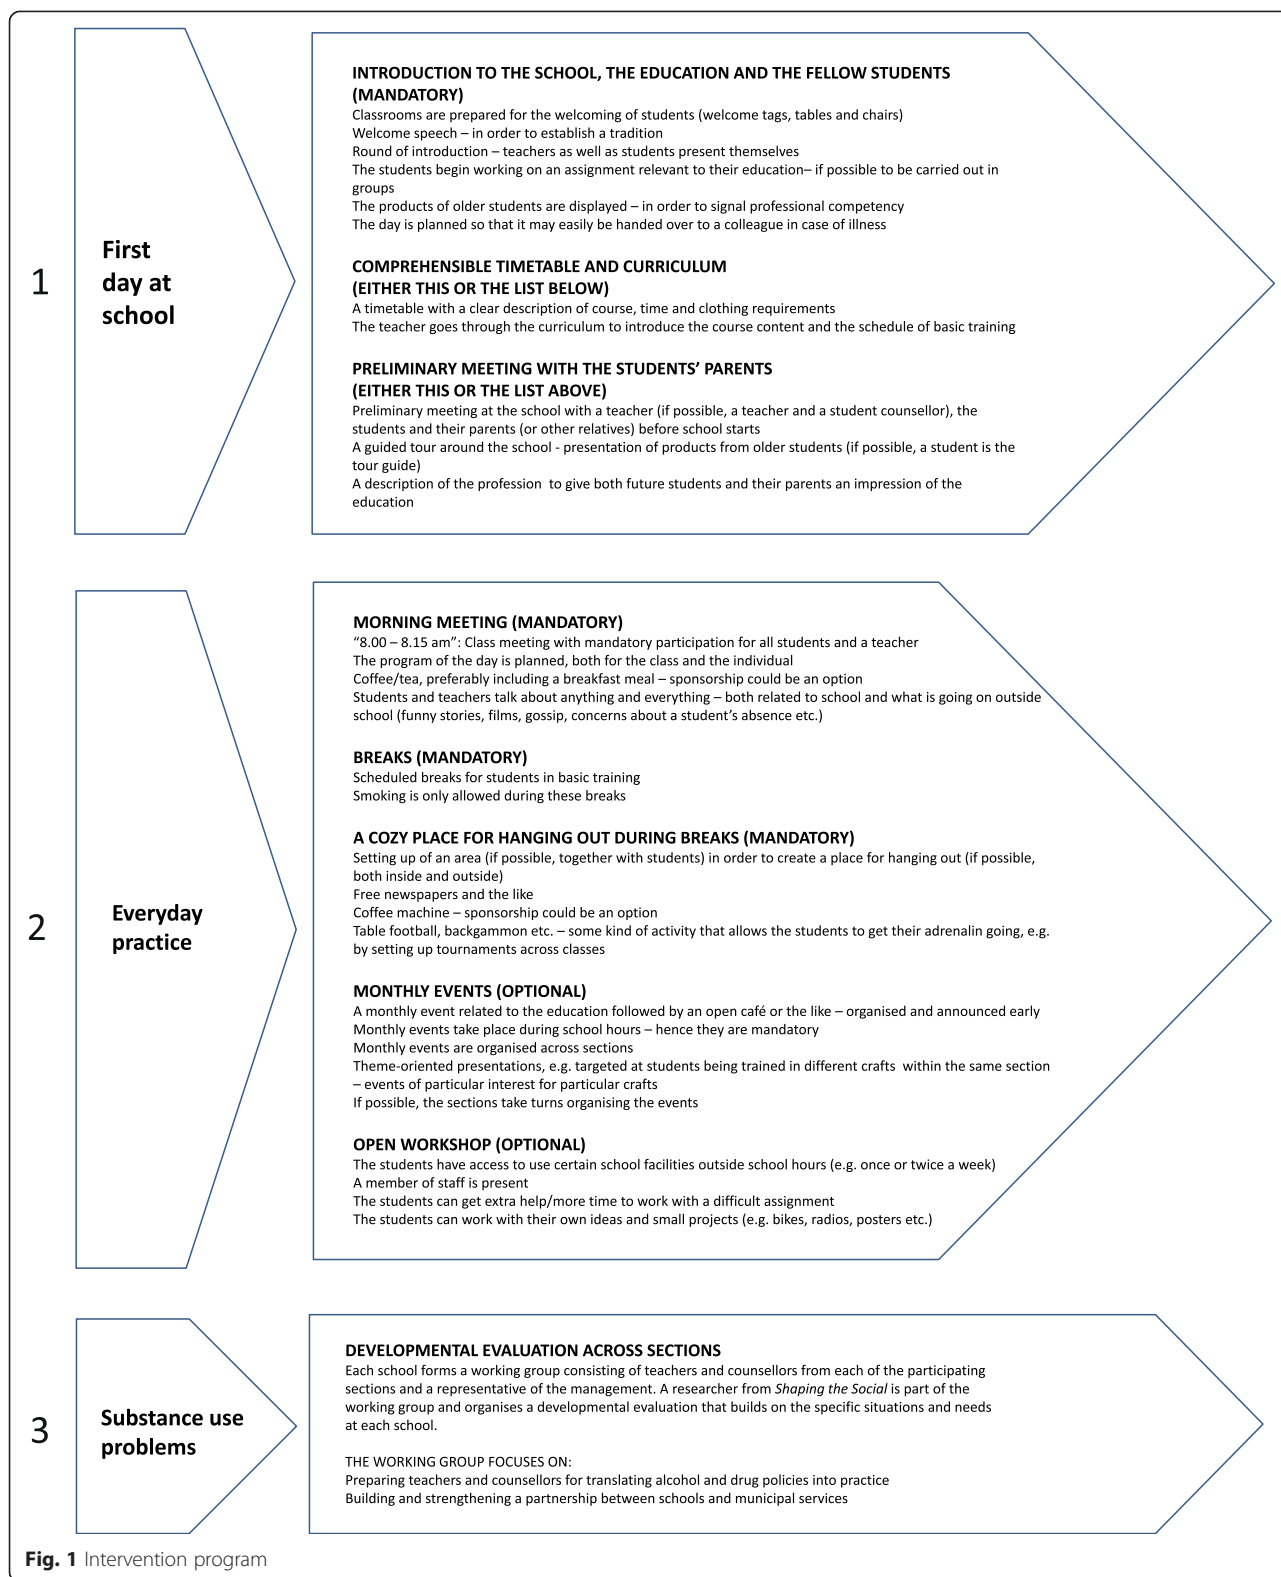 1
First
day at
school
INTRODUCTION TO THE SCHOOL, THE EDUCATION AND THE FELLOW STUDENTS
(MANDATORY)
Classrooms are prepared for the welcoming of students (welcome tags, tables and chairs)
Welcome speech – in order to establish a tradition
Round of introduction – teachers as well as students present themselves
The students begin working on an assignment relevant to their education– if possible to be carried out in
groups
The products of older students are displayed – in order to signal professional competency
The day is planned so that it may easily be handed over to a colleague in case of illness
COMPREHENSIBLE TIMETABLE AND CURRICULUM
(EITHER THIS OR THE LIST BELOW)
A timetable with a clear description of course, time and clothing requirements
The teacher goes through the curriculum to introduce the course content and the schedule of basic training
PRELIMINARY MEETING WITH THE STUDENTS’ PARENTS
(EITHER THIS OR THE LIST ABOVE)
Preliminary meeting at the school with a teacher (if possible, a teacher and a student counsellor), the
students and their parents (or other relatives) before school starts
A guided tour around the school - presentation of products from older students (if possible, a student is the
tour guide)
A description of the profession to give both future students and their parents an impression of the
education
2
Everyday
practice
MORNING MEETING (MANDATORY)
“8.00 – 8.15 am”: Class meeting with mandatory participation for all students and a teacher
The program of the day is planned, both for the class and the individual
Coffee/tea, preferably including a breakfast meal – sponsorship could be an option
Students and teachers talk about anything and everything – both related to school and what is going on outside
school (funny stories, films, gossip, concerns about a student’s absence etc.)
BREAKS (MANDATORY)
Scheduled breaks for students in basic training
Smoking is only allowed during these breaks
A COZY PLACE FOR HANGING OUT DURING BREAKS (MANDATORY)
Setting up of an area (if possible, together with students) in order to create a place for hanging out (if possible,
both inside and outside)
Free newspapers and the like
Coffee machine – sponsorship could be an option
Table football, backgammon etc. – some kind of activity that allows the students to get their adrenalin going, e.g.
by setting up tournaments across classes
MONTHLY EVENTS (OPTIONAL)
A monthly event related to the education followed by an open café or the like – organised and announced early
Monthly events take place during school hours – hence they are mandatory
Monthly events are organised across sections
Theme-oriented presentations, e.g. targeted at students being trained in different crafts within the same section
– events of particular interest for particular crafts
If possible, the sections take turns organising the events
OPEN WORKSHOP (OPTIONAL)
The students have access to use certain school facilities outside school hours (e.g. once or twice a week)
A member of staff is present
The students can get extra help/more time to work with a difficult assignment
The students can work with their own ideas and small projects (e.g. bikes, radios, posters etc.)
3
Substance use
problems
DEVELOPMENTAL EVALUATION ACROSS SECTIONS
Each school forms a working group consisting of teachers and counsellors from each of the participating
sections and a representative of the management. A researcher from Shaping the Social is part of the
working group and organises a developmental evaluation that builds on the specific situations and needs
at each school.
THE WORKING GROUP FOCUSES ON:
Preparing teachers and counsellors for translating alcohol and drug policies into practice
Building and strengthening a partnership between schools and municipal services
Fig. 1 Intervention program